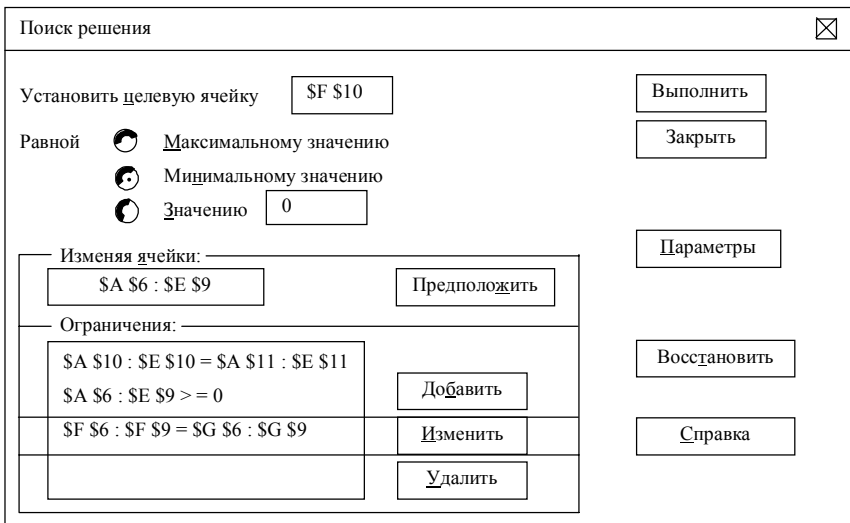 Поиск решения
Установить целевую ячейку $F $10 Выполнить
Равной Максимальному значению Закрыть
Минимальному значению
Значению 0
Изменяя ячейки: Параметры
$A $6 : $E $9 Предположить
Ограничения:
$A $10 : $E $10 = $A $11 : $E $11 Восстановить
$A $6 : $E $9 > = 0 Добавить
$F $6 : $F $9 = $G $6 : $G $9 Изменить Справка
Удалить